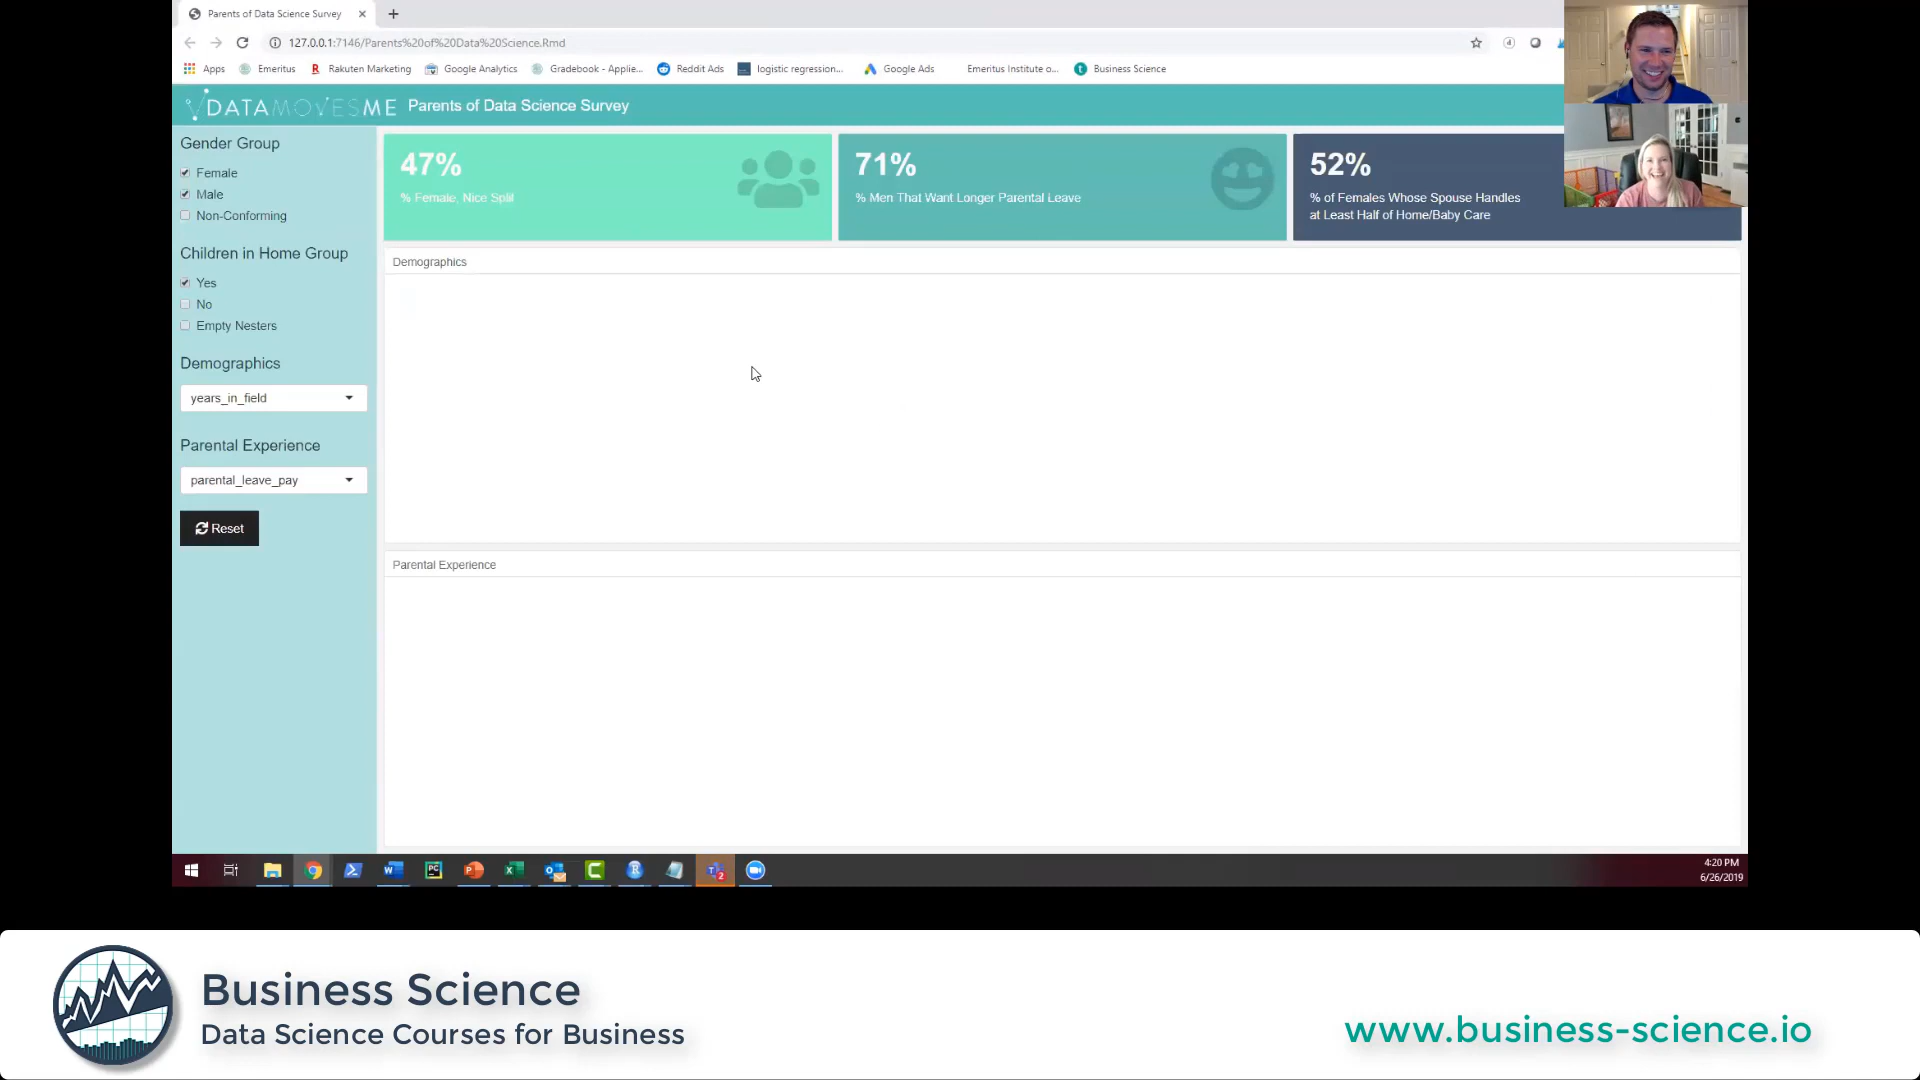 Parents of Data Science Survey
127.0.0.1:7146/Parents%20of%20Data%20Science.Rmd
Apps Emeritus Rakuten Marketing Google Analytics Gradebook - Applie... Reddit Ads logistic regression... Google Ads Emeritus Institute o... Business Science
DATAMOVESME Parents of Data Science Survey
Gender Group
Female
Male
Non-Conforming
Children in Home Group
Yes
No
Empty Nesters
Demographics
years_in_field
Parental Experience
parental_leave_pay
Reset
47%
% Female, Nice Split
71%
% Men That Want Longer Parental Leave
52%
% of Females Whose Spouse Handles
at Least Half of Home/Baby Care
Demographics
Parental Experience
4:20 PM
6/26/2019
Business Science
Data Science Courses for Business
www.business-science.io